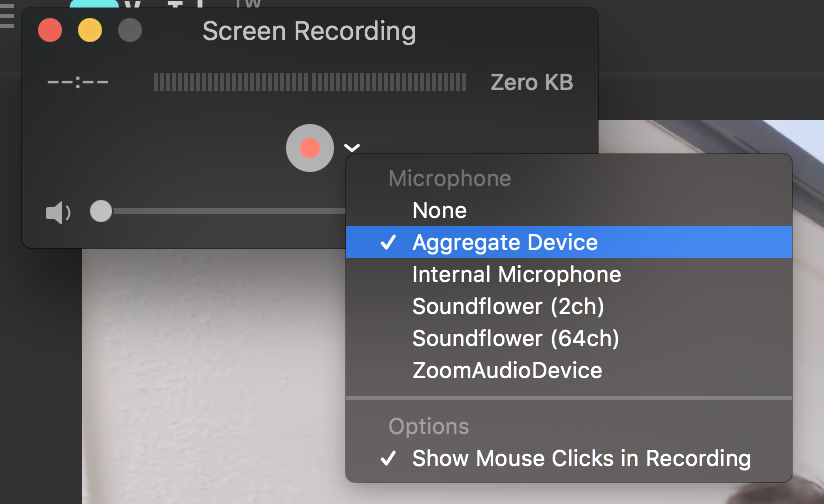 Screen Recording
--:--
Zero KB
Microphone
None
✓ Aggregate Device
Internal Microphone
Soundflower (2ch)
Soundflower (64ch)
ZoomAudioDevice
Options
✓ Show Mouse Clicks in Recording